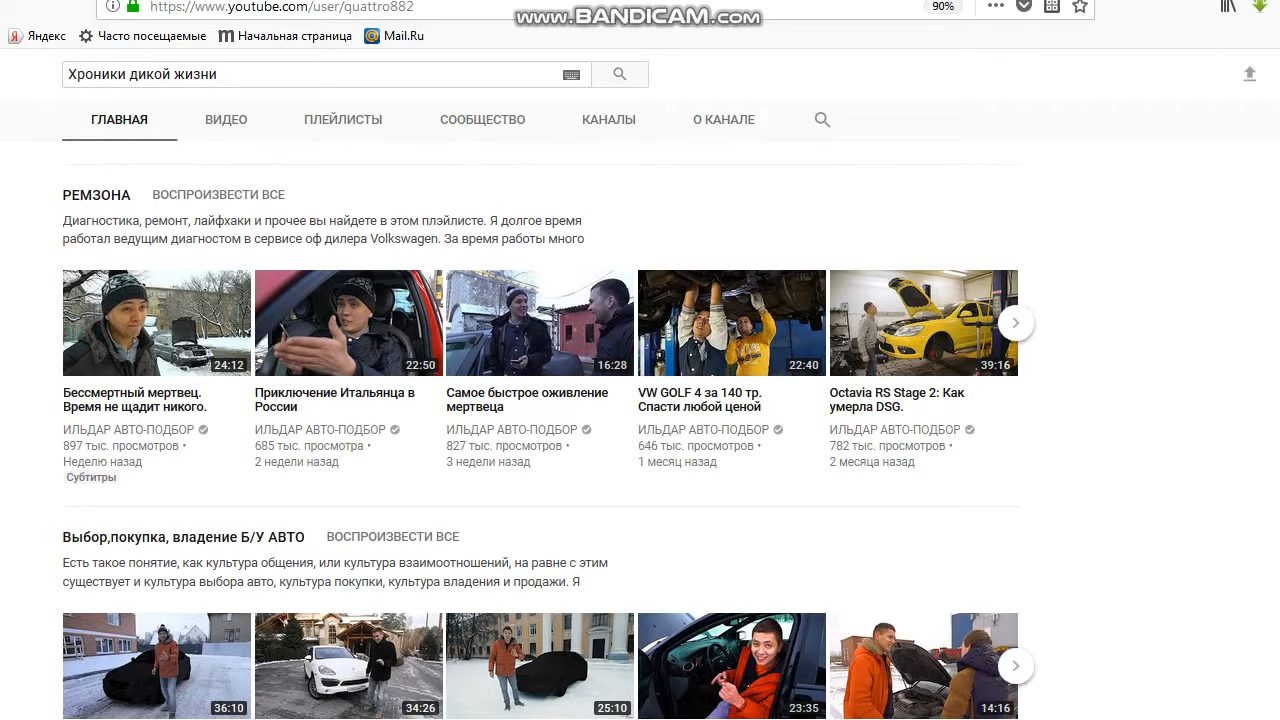 https://www.youtube.com/user/quattro882
90%
www.BANDICAM.com
Яндекс
Часто посещаемые
Начальная страница
Mail.Ru
Хроники дикой жизни
ГЛАВНАЯ
ВИДЕО
ПЛЕЙЛИСТЫ
СООБЩЕСТВО
КАНАЛЫ
О КАНАЛЕ
РЕМЗОНА
ВОСПРОИЗВЕСТИ ВСЕ
Диагностика, ремонт, лайфхаки и прочее вы найдете в этом плэйлисте. Я долгое время
работал ведущим диагностом в сервисе оф дилера Volkswagen. За время работы много
24:12
22:50
16:28
22:40
39:16
Бессмертный мертвец.
Время не щадит никого.
ИЛЬДАР АВТО-ПОДБОР
897 тыс. просмотров •
Неделю назад
Субтитры
Приключение Итальянца в
России
ИЛЬДАР АВТО-ПОДБОР
685 тыс. просмотра •
2 недели назад
Самое быстрое оживление
мертвеца
ИЛЬДАР АВТО-ПОДБОР
827 тыс. просмотров •
3 недели назад
VW GOLF 4 за 140 тр.
Спасти любой ценой
ИЛЬДАР АВТО-ПОДБОР
646 тыс. просмотров •
1 месяц назад
Octavia RS Stage 2: Как
умерла DSG.
ИЛЬДАР АВТО-ПОДБОР
782 тыс. просмотров •
2 месяца назад
Выбор,покупка, владение Б/У АВТО
ВОСПРОИЗВЕСТИ ВСЕ
Есть такое понятие, как культура общения, или культура взаимоотношений, на равне с этим
существует и культура выбора авто, культура покупки, культура владения и продажи. Я
36:10
34:26
25:10
23:35
14:16